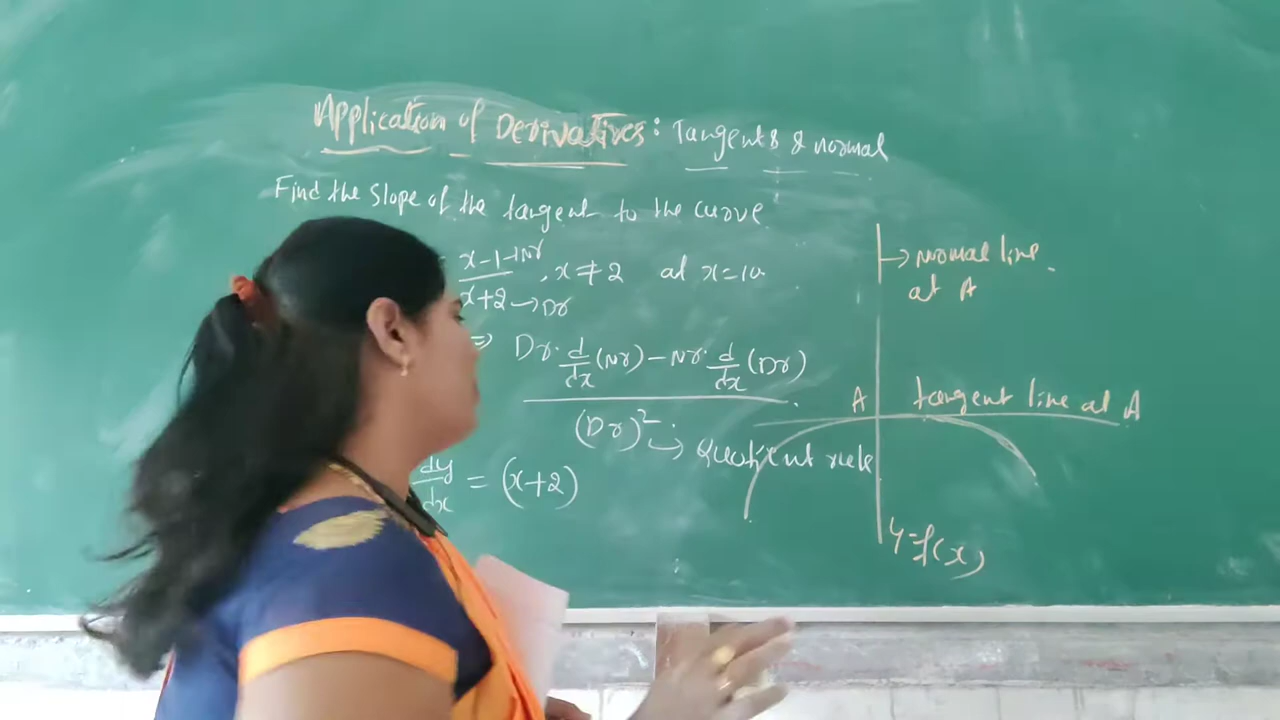 Application of Derivatives: Tangents & normal
Find the slope of the tangent to the curve
= x-1→Nr / x+2→Dr , x≠2 at x=10.
⇒ Dr. d/dx (Nr) - Nr. d/dx (Dr) / (Dr)² → Quotient rule
dy/dx = (x+2)
→ normal line
at A
A tangent line at A
y=f(x)